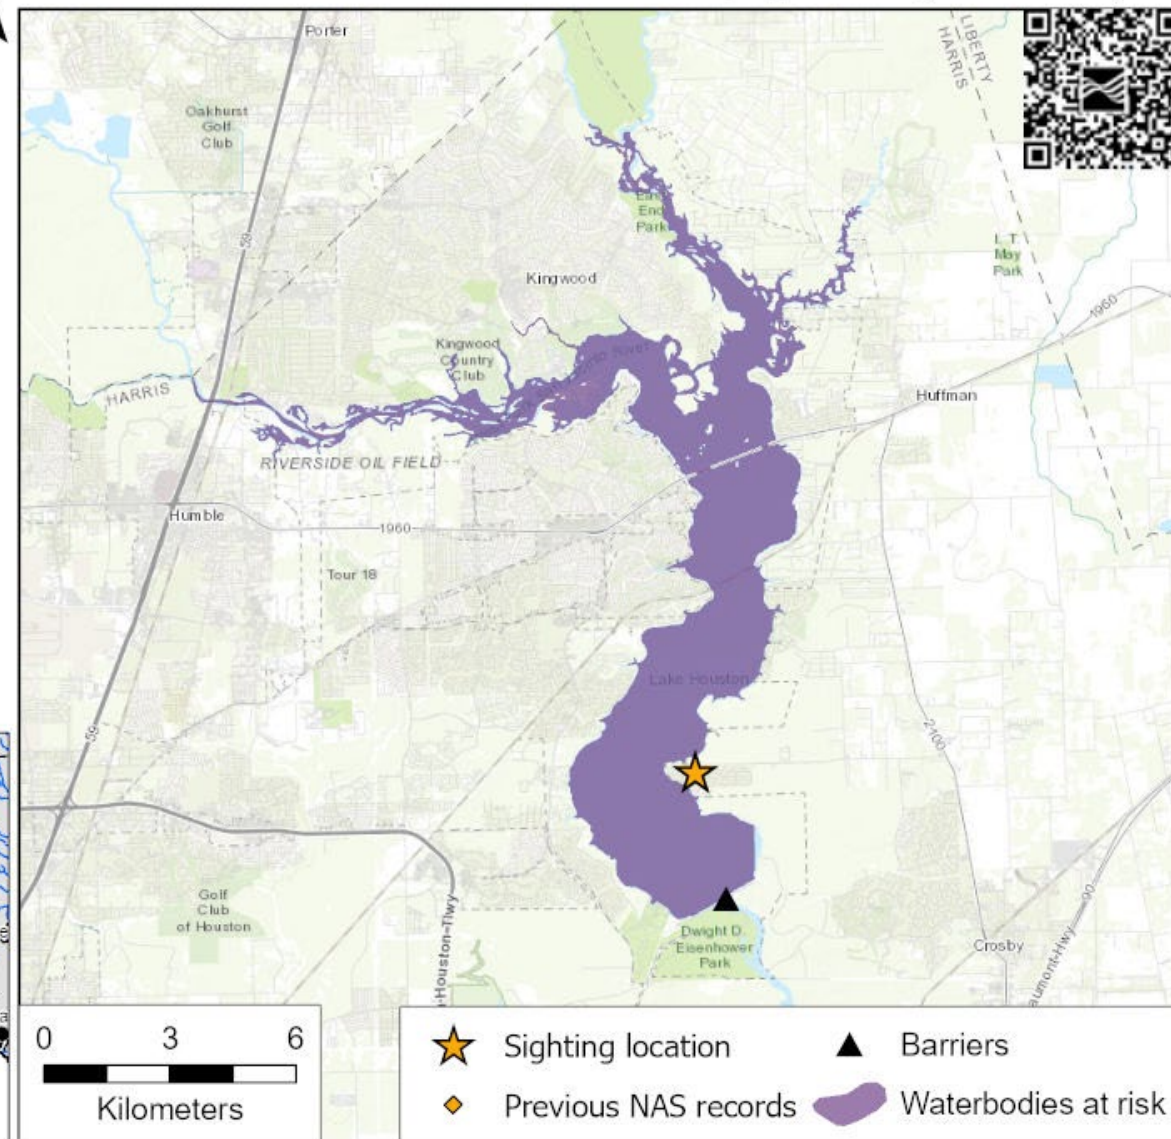 Porter
LIBERTY
HARRIS
Oakhurst
Golf
Club
59
End
Park
L T
May
Park
Kingwood
1960
Kingwood
Country
Club
HARRIS
Huffman
RIVERSIDE OIL FIELD
Humble
1960
Tour 18
Lake Houston
59
2100
Golf
Club
of Houston
90
Dwight D.
Eisenhower
Park
Crosby
0 3 6
Kilometers
Sighting location
Barriers
Previous NAS records
Waterbodies at risk